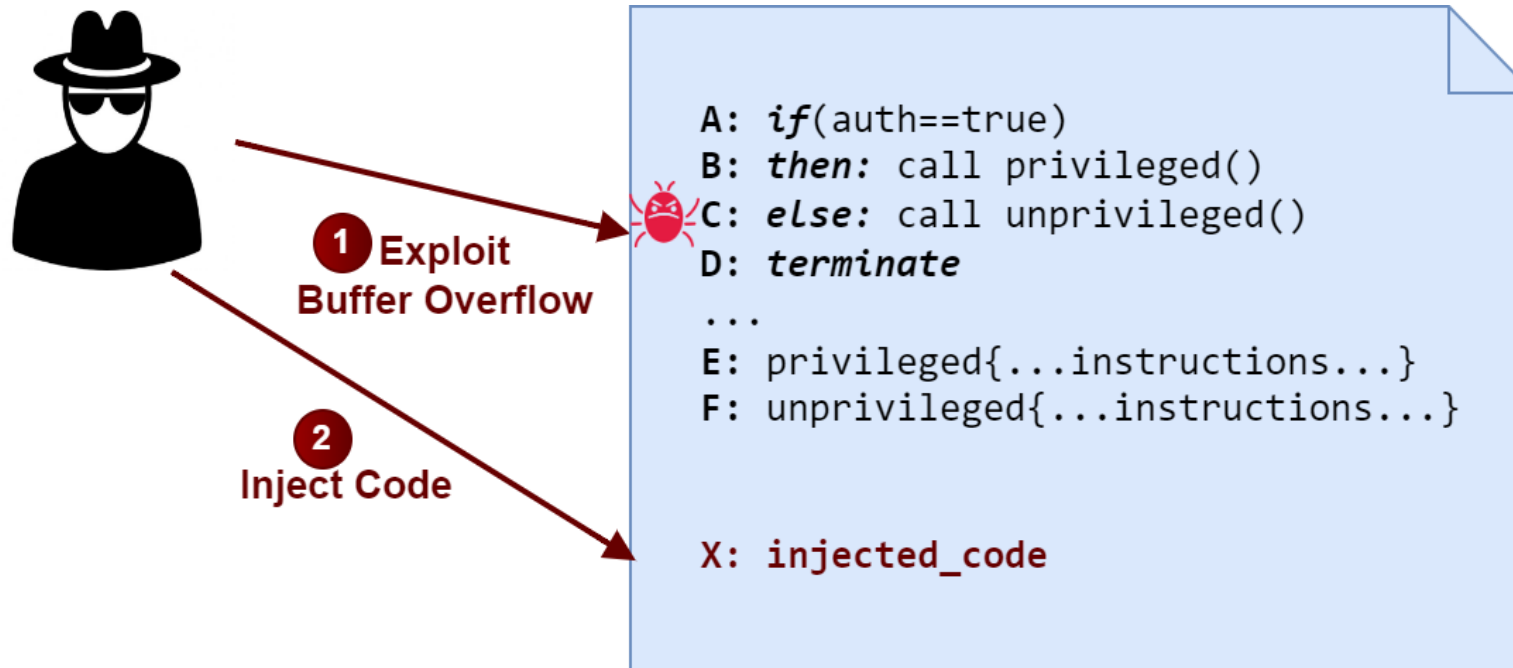 A: if(auth==true)
B: then: call privileged()
C: else: call unprivileged()
D: terminate
...
E: privileged{...instructions...}
F: unprivileged{...instructions...}
X: injected_code
1 Exploit
Buffer Overflow
2
Inject Code